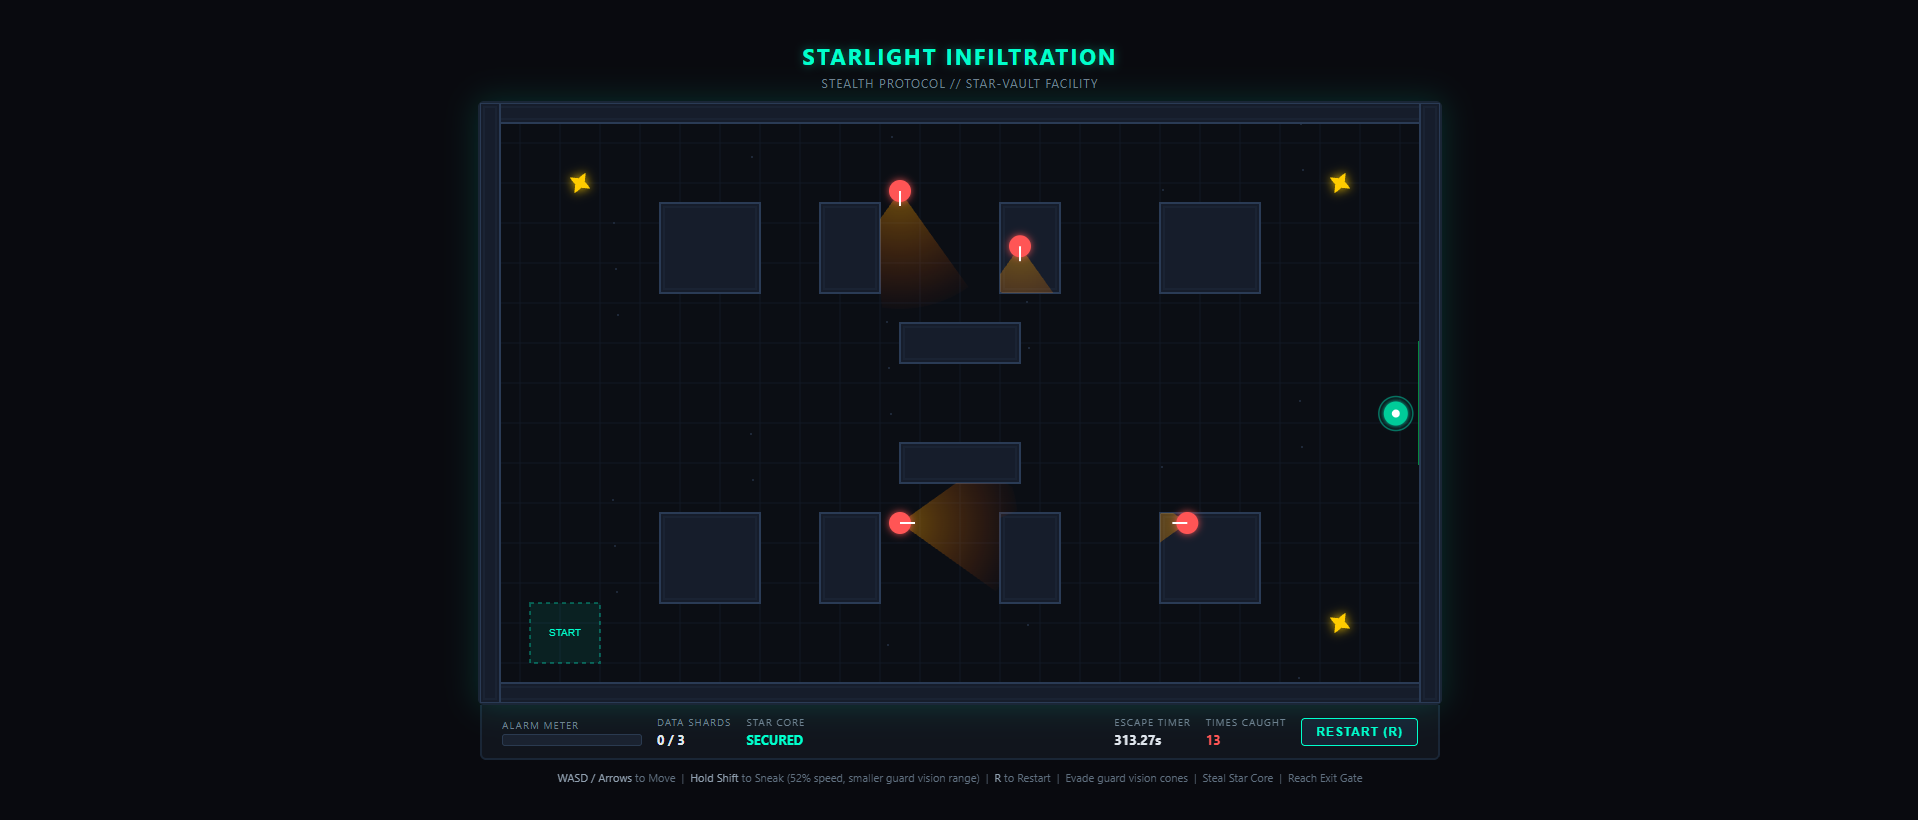 STARLIGHT INFILTRATION
STEALTH PROTOCOL // STAR-VAULT FACILITY
START
ALARM METER
DATA SHARDS
0 / 3
STAR CORE
SECURED
ESCAPE TIMER
313.27s
TIMES CAUGHT
13
RESTART (R)
WASD / Arrows to Move | Hold Shift to Sneak (52% speed, smaller guard vision range) | R to Restart | Evade guard vision cones | Steal Star Core | Reach Exit Gate